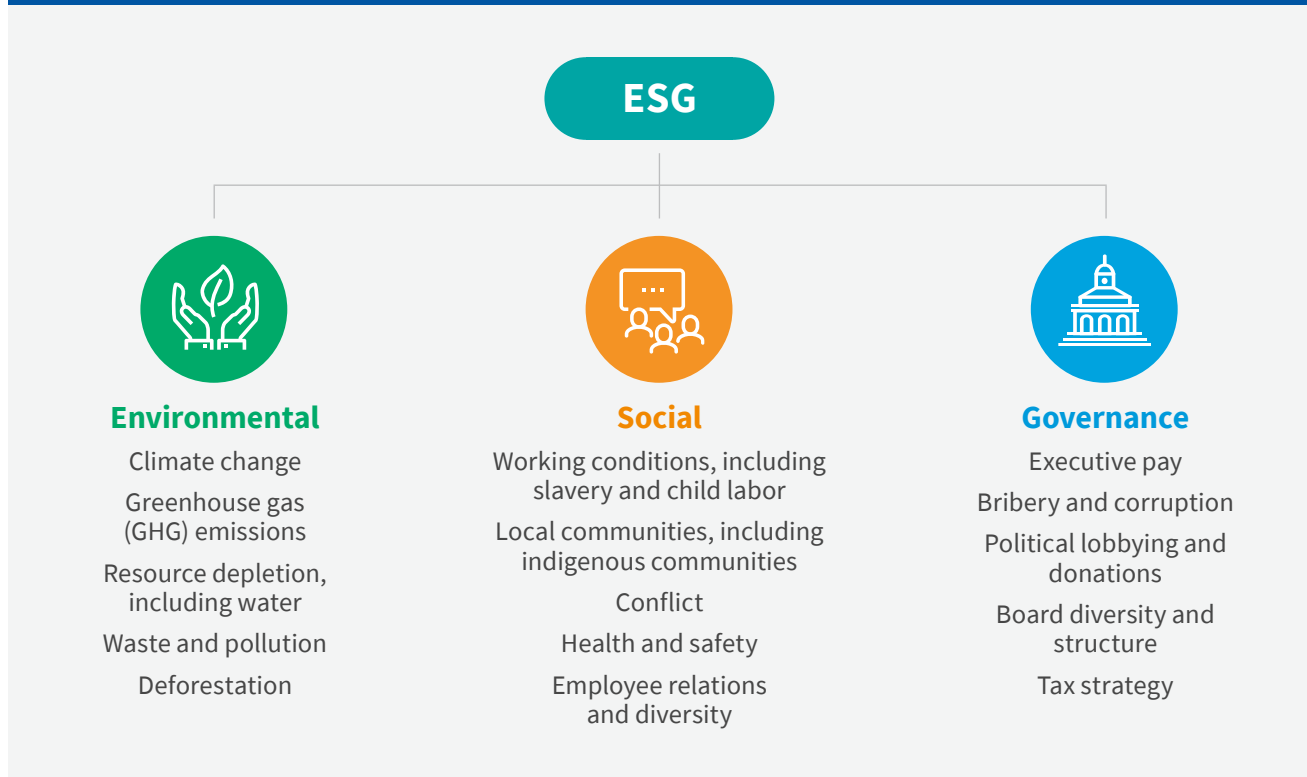 ESG
Environmental
Climate change
Greenhouse gas
(GHG) emissions
Resource depletion,
including water
Waste and pollution
Deforestation
Social
Working conditions, including
slavery and child labor
Local communities, including
indigenous communities
Conflict
Health and safety
Employee relations
and diversity
Governance
Executive pay
Bribery and corruption
Political lobbying and
donations
Board diversity and
structure
Tax strategy